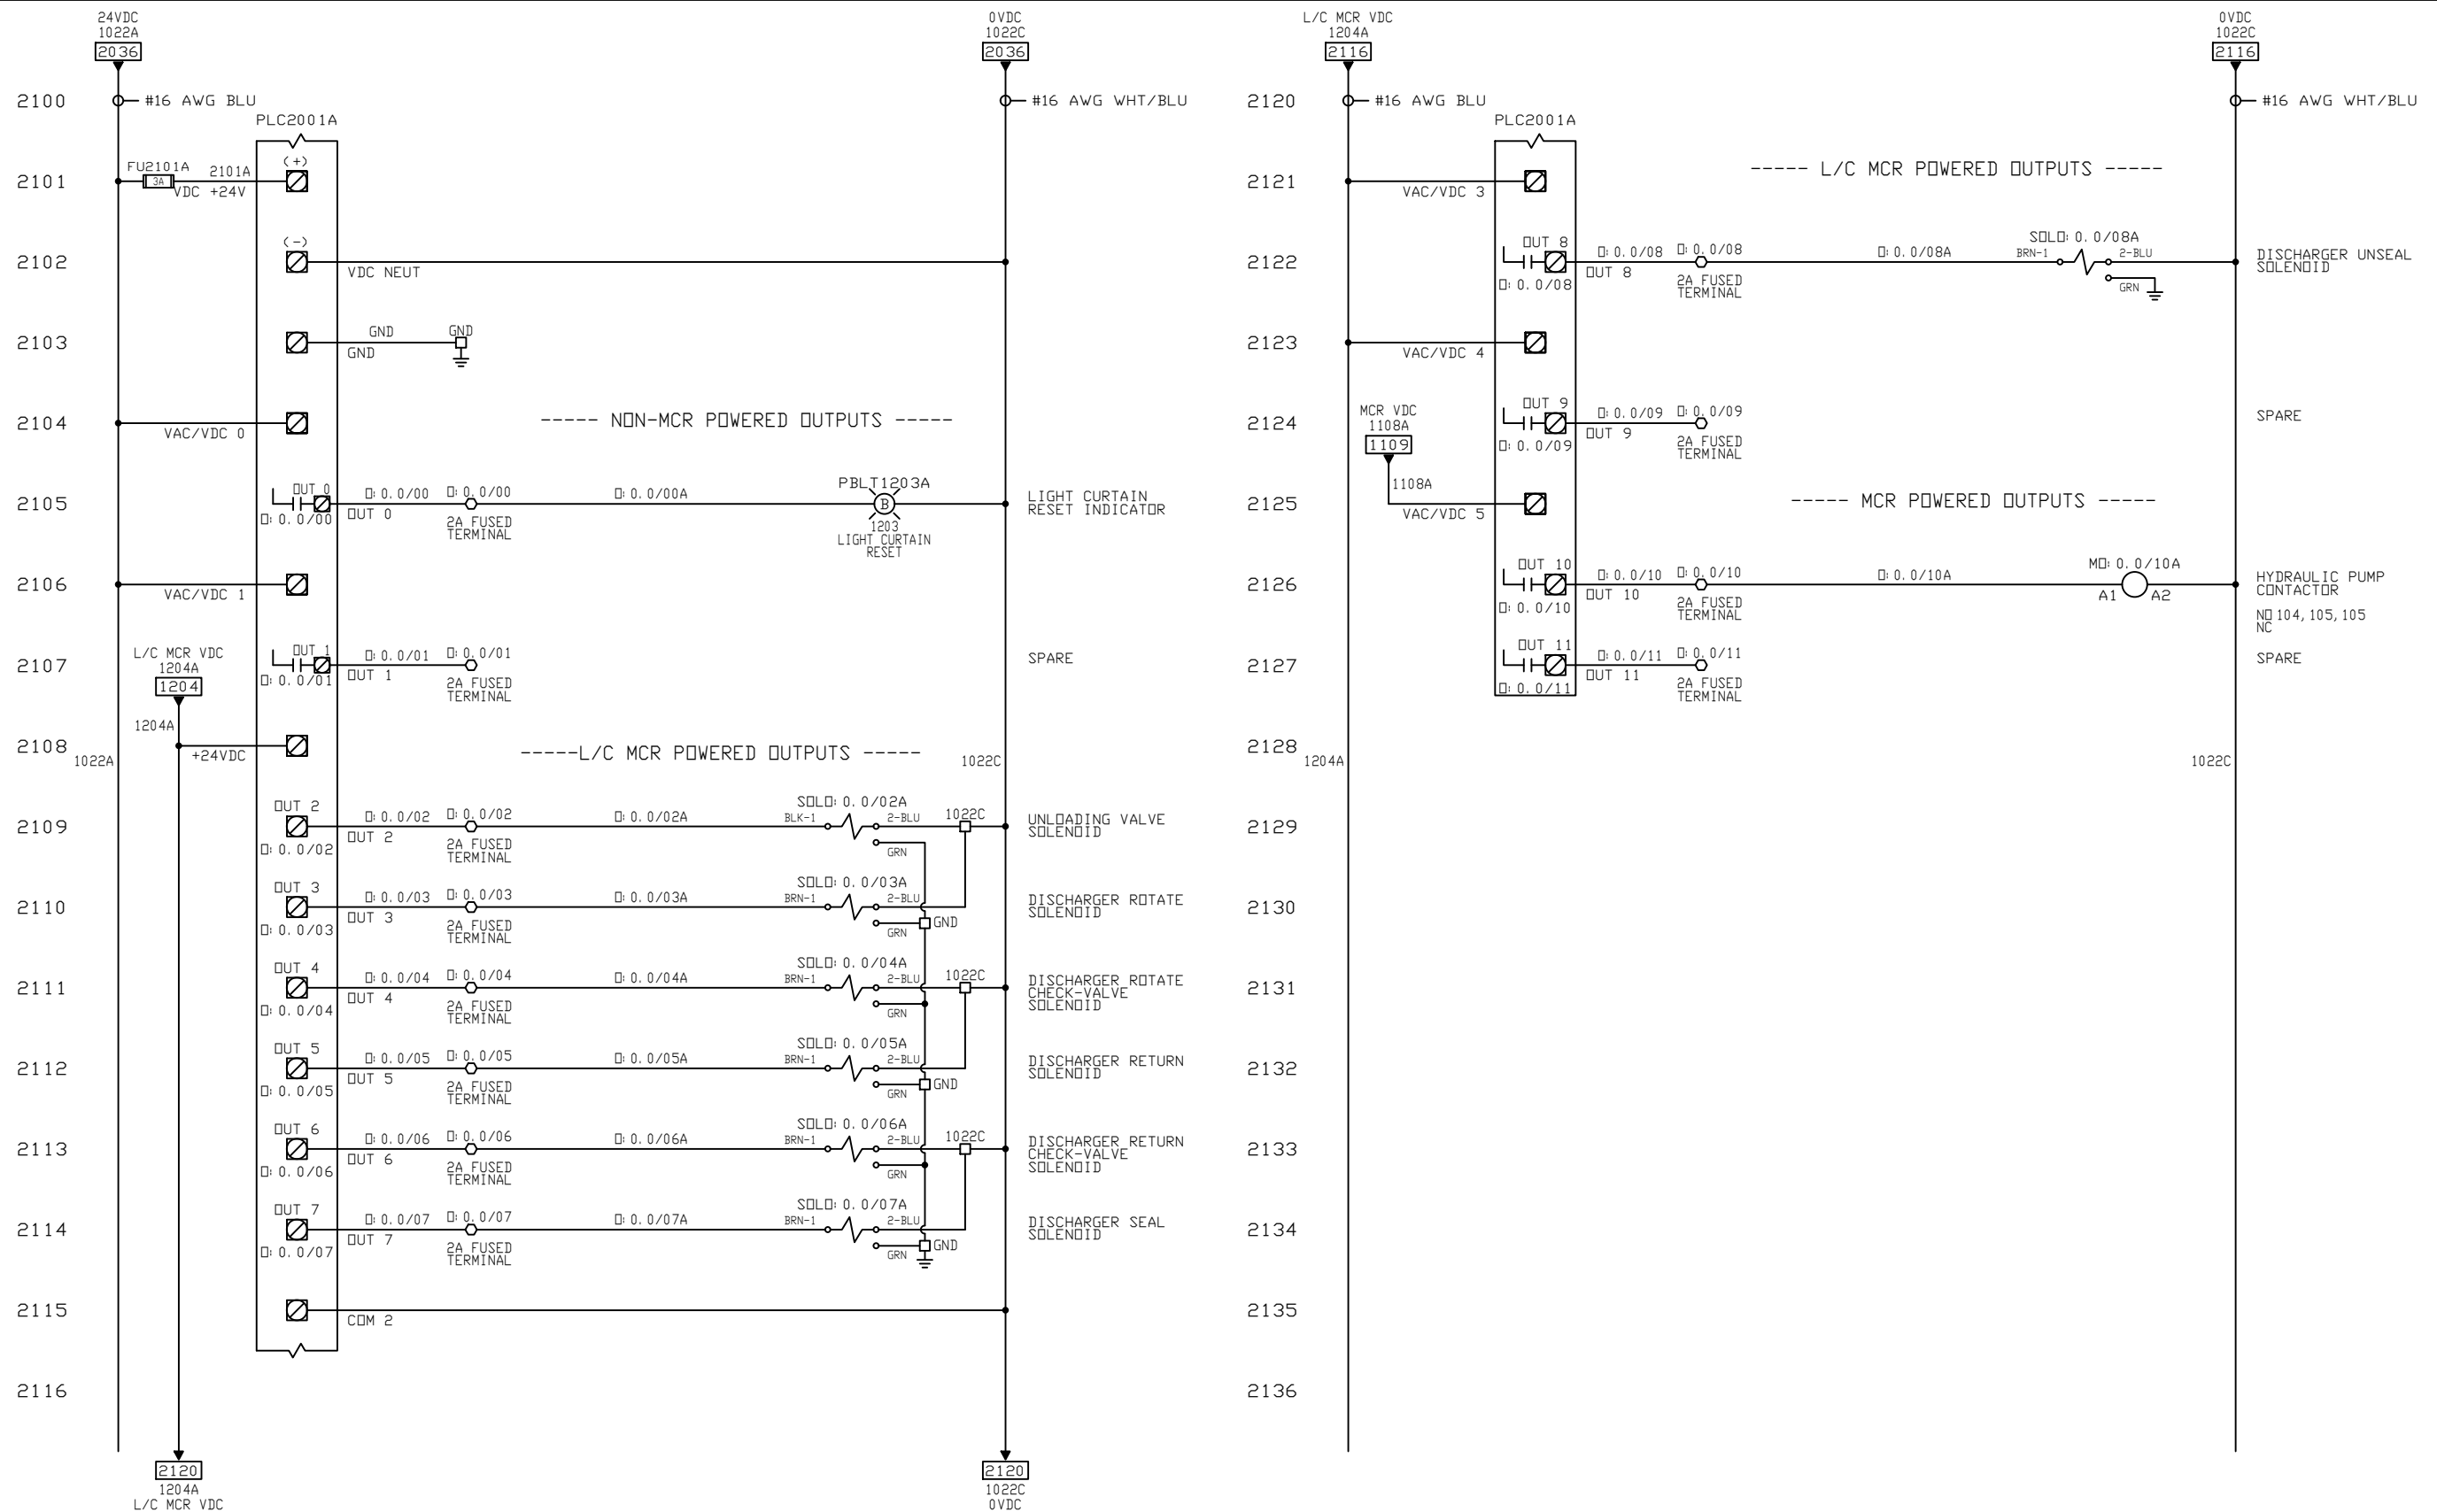 24VDC
1022A
2036
0VDC
1022C
2036
2100
#16 AWG BLU
#16 AWG WHT/BLU
PLC2001A
2101
FU2101A
3A
2101A
VDC +24V
(+)
2102
(-)
VDC NEUT
2103
GND
GND
GND
2104
VAC/VDC 0
----- NON-MCR POWERED OUTPUTS -----
2105
OUT 0
O:0.0/00
O:0.0/00
OUT 0
O:0.0/00
2A FUSED
TERMINAL
O:0.0/00A
PBLT1203A
B
1203
LIGHT CURTAIN
RESET
LIGHT CURTAIN
RESET INDICATOR
2106
VAC/VDC 1
2107
L/C MCR VDC
1204A
1204
OUT 1
O:0.0/01
O:0.0/01
OUT 1
O:0.0/01
2A FUSED
TERMINAL
SPARE
2108
1204A
+24VDC
-----L/C MCR POWERED OUTPUTS -----
1022A
1022C
2109
OUT 2
O:0.0/02
O:0.0/02
OUT 2
O:0.0/02
2A FUSED
TERMINAL
O:0.0/02A
SOLO:0.0/02A
BLK-1
2-BLU
GRN
1022C
UNLOADING VALVE
SOLENOID
2110
OUT 3
O:0.0/03
O:0.0/03
OUT 3
O:0.0/03
2A FUSED
TERMINAL
O:0.0/03A
SOLO:0.0/03A
BRN-1
2-BLU
GRN
GND
DISCHARGER ROTATE
SOLENOID
2111
OUT 4
O:0.0/04
O:0.0/04
OUT 4
O:0.0/04
2A FUSED
TERMINAL
O:0.0/04A
SOLO:0.0/04A
BRN-1
2-BLU
GRN
1022C
DISCHARGER ROTATE
CHECK-VALVE
SOLENOID
2112
OUT 5
O:0.0/05
O:0.0/05
OUT 5
O:0.0/05
2A FUSED
TERMINAL
O:0.0/05A
SOLO:0.0/05A
BRN-1
2-BLU
GRN
GND
DISCHARGER RETURN
SOLENOID
2113
OUT 6
O:0.0/06
O:0.0/06
OUT 6
O:0.0/06
2A FUSED
TERMINAL
O:0.0/06A
SOLO:0.0/06A
BRN-1
2-BLU
GRN
1022C
DISCHARGER RETURN
CHECK-VALVE
SOLENOID
2114
OUT 7
O:0.0/07
O:0.0/07
OUT 7
O:0.0/07
2A FUSED
TERMINAL
O:0.0/07A
SOLO:0.0/07A
BRN-1
2-BLU
GRN
GND
DISCHARGER SEAL
SOLENOID
2115
COM 2
2116
2120
1204A
L/C MCR VDC
2120
1022C
0VDC
L/C MCR VDC
1204A
2116
0VDC
1022C
2116
2120
#16 AWG BLU
#16 AWG WHT/BLU
PLC2001A
2121
VAC/VDC 3
----- L/C MCR POWERED OUTPUTS -----
2122
OUT 8
O:0.0/08
O:0.0/08
OUT 8
O:0.0/08
2A FUSED
TERMINAL
O:0.0/08A
SOLO:0.0/08A
BRN-1
2-BLU
GRN
DISCHARGER UNSEAL
SOLENOID
2123
VAC/VDC 4
2124
MCR VDC
1108A
1109
OUT 9
O:0.0/09
O:0.0/09
OUT 9
O:0.0/09
2A FUSED
TERMINAL
SPARE
2125
1108A
VAC/VDC 5
----- MCR POWERED OUTPUTS -----
2126
OUT 10
O:0.0/10
O:0.0/10
OUT 10
O:0.0/10
2A FUSED
TERMINAL
O:0.0/10A
MO:0.0/10A
A1
A2
HYDRAULIC PUMP
CONTACTOR
NO 104,105,105
NC
2127
OUT 11
O:0.0/11
O:0.0/11
OUT 11
O:0.0/11
2A FUSED
TERMINAL
SPARE
2128
1204A
1022C
2129
2130
2131
2132
2133
2134
2135
2136